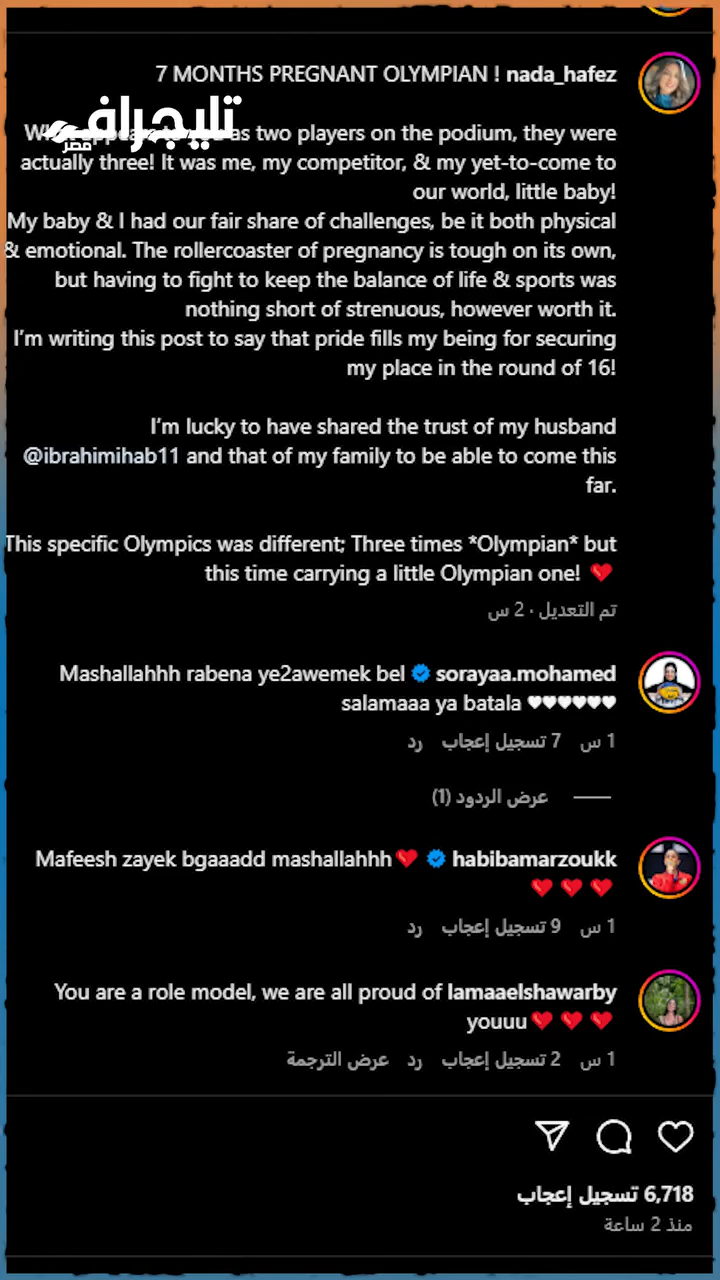 nada_hafez 7 MONTHS PREGNANT OLYMPIAN !
تليجراف
مصر
as two players on the podium, they were
actually three! It was me, my competitor, & my yet-to-come to
our world, little baby!
My baby & I had our fair share of challenges, be it both physical
& emotional. The rollercoaster of pregnancy is tough on its own,
but having to fight to keep the balance of life & sports was
nothing short of strenuous, however worth it.
I'm writing this post to say that pride fills my being for securing
my place in the round of 16!
I'm lucky to have shared the trust of my husband
@ibrahimihab11 and that of my family to be able to come this
far.
This specific Olympics was different; Three times *Olympian* but
this time carrying a little Olympian one! ❤️
تم التعديل · 2 س
sorayaa.mohamed Mashallahhh rabena ye2awemek bel
salamaaa ya batala ♥♥♥♥♥♥
1 س 7 تسجيل إعجاب رد
عرض الردود (1)
habibamarzoukk Mafeesh zayek bgaaadd mashallahhh❤️
❤️❤️❤️
1 س 9 تسجيل إعجاب رد
lamaaelshawarby You are a role model, we are all proud of
youuu❤️❤️❤️
1 س 2 تسجيل إعجاب رد عرض الترجمة
6,718 تسجيل إعجاب
منذ 2 ساعة